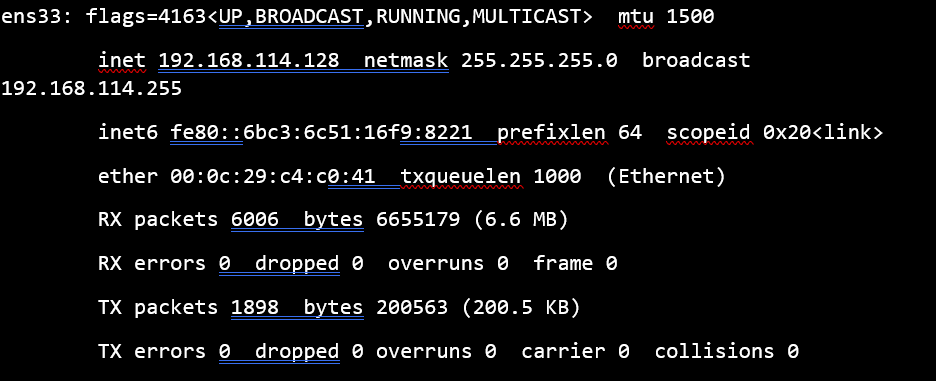 ens33: flags=4163<UP,BROADCAST,RUNNING,MULTICAST>  mtu 1500
inet 192.168.114.128  netmask 255.255.255.0  broadcast
192.168.114.255
inet6 fe80::6bc3:6c51:16f9:8221  prefixlen 64  scopeid 0x20<link>
ether 00:0c:29:c4:c0:41  txqueuelen 1000  (Ethernet)
RX packets 6006  bytes 6655179 (6.6 MB)
RX errors 0  dropped 0  overruns 0  frame 0
TX packets 1898  bytes 200563 (200.5 KB)
TX errors 0  dropped 0 overruns 0  carrier 0  collisions 0